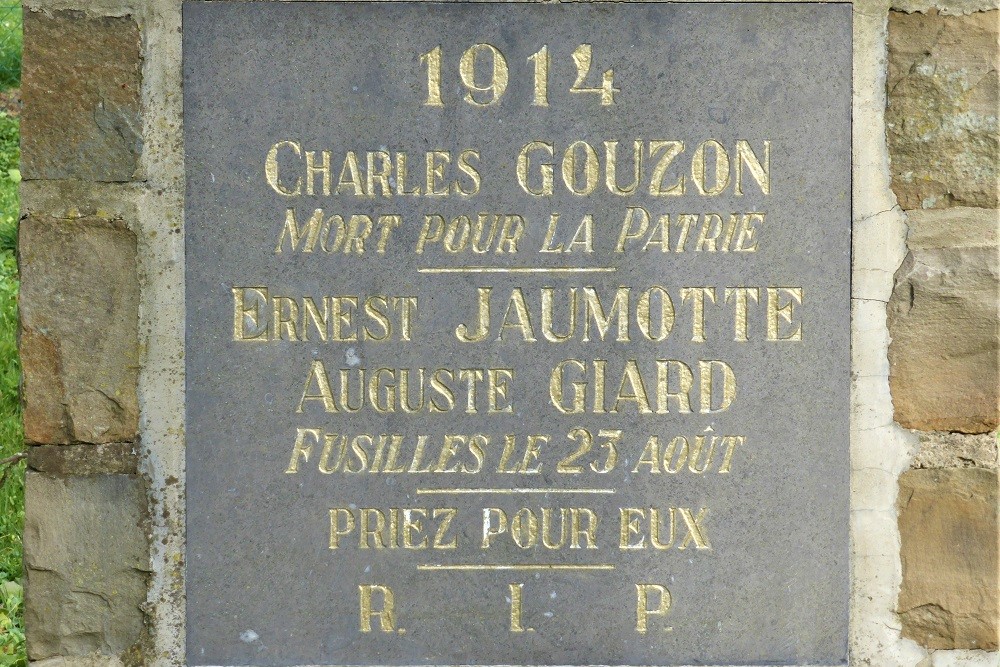 1914
CHARLES GOUZON
MORT POUR LA PATRIE
ERNEST JAUMOTTE
AUGUSTE GIARD
FUSILLES LE 23 AOÛT
PRIEZ POUR EUX
R. I. P.